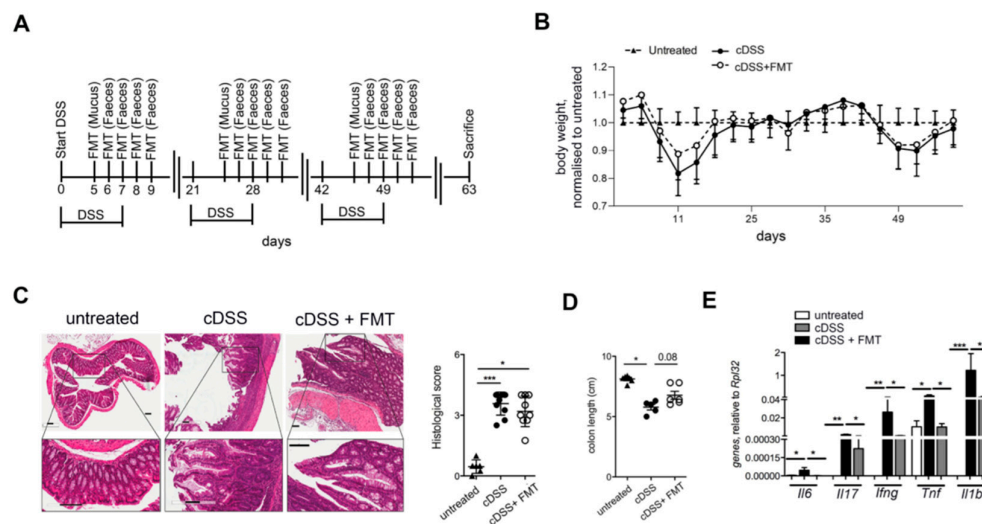 A
Start DSS
FMT (Mucus)
FMT (Faeces)
FMT (Faeces)
FMT (Faeces)
FMT (Faeces)
FMT (Mucus)
FMT (Faeces)
FMT (Faeces)
FMT (Faeces)
FMT (Faeces)
FMT (Mucus)
FMT (Faeces)
FMT (Faeces)
FMT (Faeces)
FMT (Faeces)
Sacrifice
0 5 6 7 8 9 21 28 42 49 63
DSS DSS DSS
days
B
Untreated cDSS
cDSS+FMT
body weight,
normalised to untreated
1.2
1.1
1.0
0.9
0.8
0.7
11 25 35 49
days
C
untreated cDSS cDSS + FMT
Histological score
6
3
0
*
***
untreated
cDSS
cDSS+ FMT
D
colon length (cm)
10
8
6
4
2
0
* 0.08
untreated
cDSS
cDSS+ FMT
E
untreated
cDSS
cDSS + FMT
genes, relative to Rpl32
2
1
0.04
0.02
0.00030
0.00015
0.00000
* * ** * ** * * * *** *
Il6 Il17 Ifng Tnf Il1b